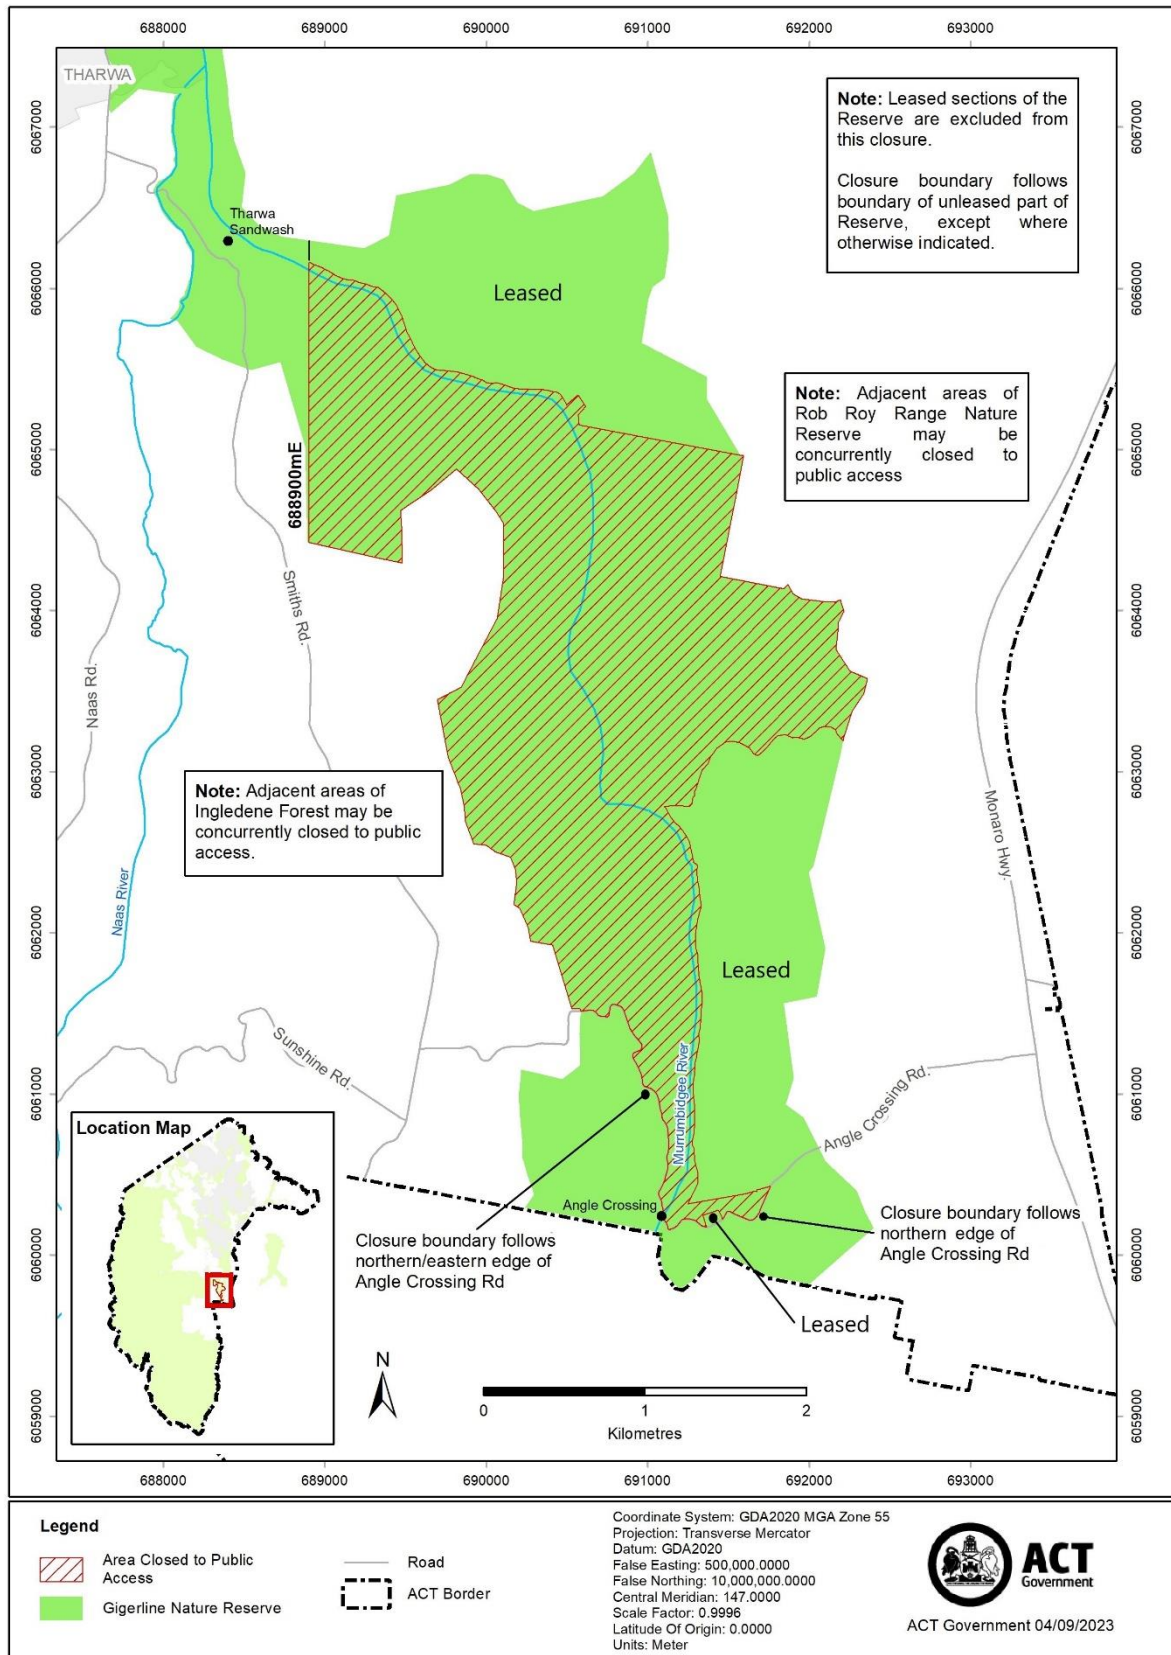 688000 689000 690000 691000 692000 693000
6067000
6066000
6065000
6064000
6063000
6062000
6061000
6060000
6059000
THARWA
Tharwa
Sandwash
Leased
Note: Leased sections of the
Reserve are excluded from
this closure.
Closure boundary follows
boundary of unleased part of
Reserve, except where
otherwise indicated.
6067000
6066000
6065000
6064000
6063000
6062000
6061000
6060000
6059000
Note: Adjacent areas of
Rob Roy Range Nature
Reserve may be
concurrently closed to
public access
688900mE
Smiths Rd.
Naas Rd.
Naas River
Note: Adjacent areas of
Ingledene Forest may be
concurrently closed to public
access.
Monaro Hwy.
Leased
Sunshine Rd.
Murrumbidgee River
Angle Crossing Rd.
Location Map
Angle Crossing
Closure boundary follows
northern/eastern edge of
Angle Crossing Rd
Closure boundary follows
northern edge of
Angle Crossing Rd
Leased
N
0 1 2
Kilometres
688000 689000 690000 691000 692000 693000
Legend
Area Closed to Public
Access
Gigerline Nature Reserve
Road
ACT Border
Coordinate System: GDA2020 MGA Zone 55
Projection: Transverse Mercator
Datum: GDA2020
False Easting: 500,000.0000
False Northing: 10,000,000.0000
Central Meridian: 147.0000
Scale Factor: 0.9996
Latitude Of Origin: 0.0000
Units: Meter
ACT
Government
ACT Government 04/09/2023